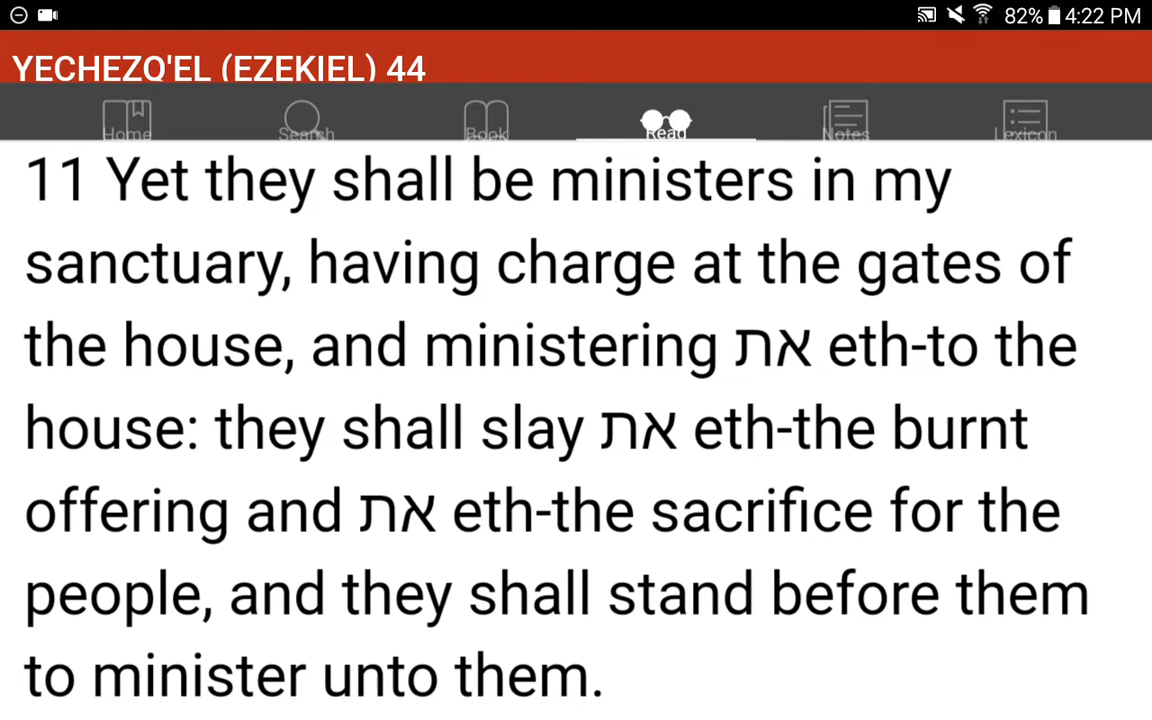 82% 4:22 PM
YECHEZQ'EL (EZEKIEL) 44
Home Search Book Read Notes Lexicon
11 Yet they shall be ministers in my
sanctuary, having charge at the gates of
the house, and ministering את eth-to the
house: they shall slay את eth-the burnt
offering and את eth-the sacrifice for the
people, and they shall stand before them
to minister unto them.